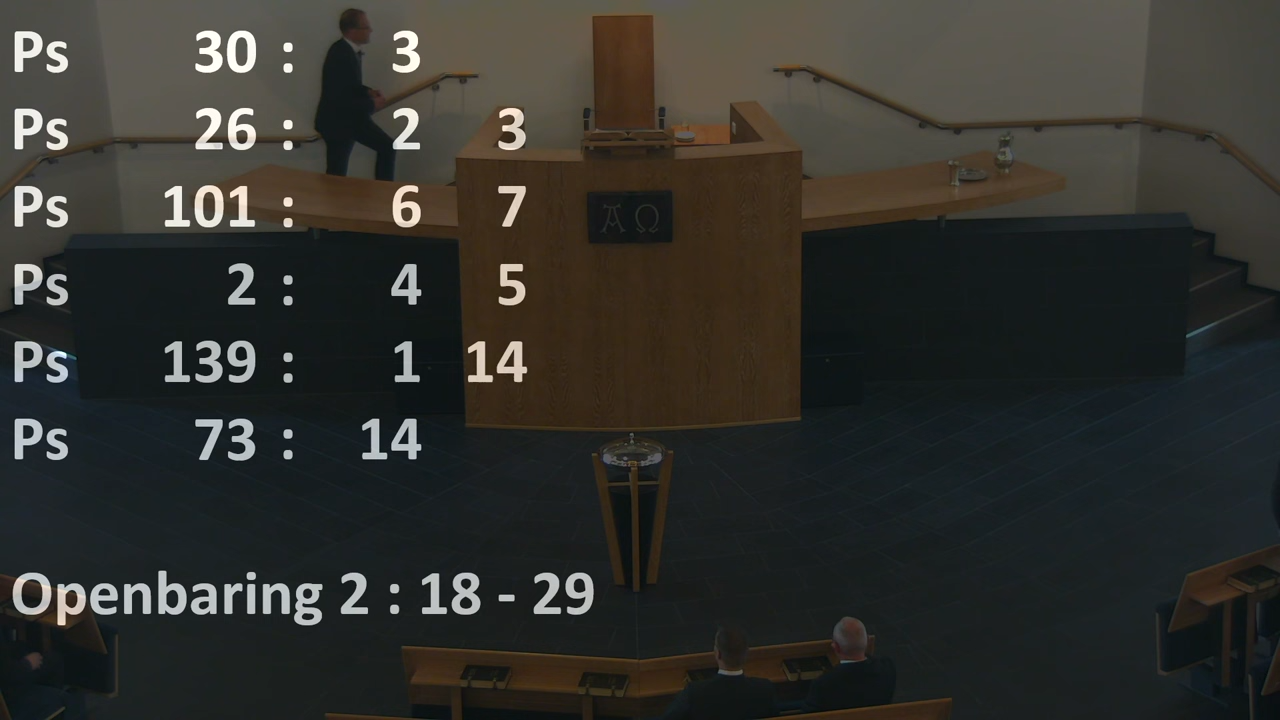 Ps 30 : 3
Ps 26 : 2 3
Ps 101 : 6 7
ΑΩ
Ps 2 : 4 5
Ps 139 : 1 14
Ps 73 : 14
Openbaring 2 : 18 - 29